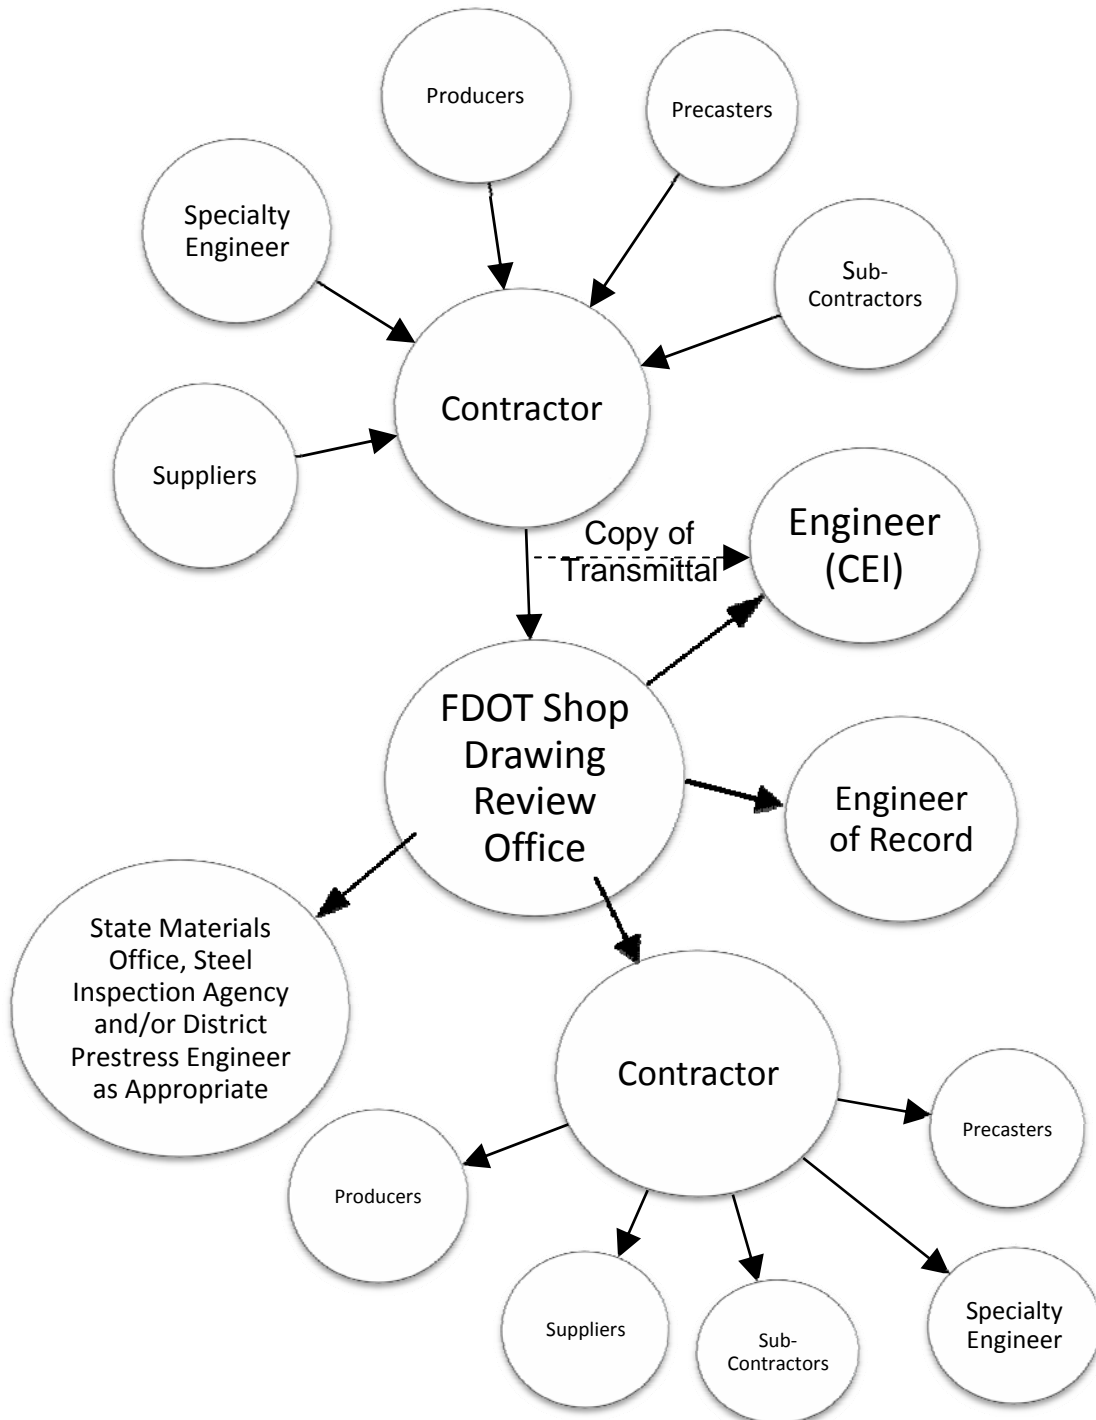 Producers
Precasters
Specialty
Engineer
Sub-
Contractors
Contractor
Suppliers
Copy of
Transmittal
Engineer
(CEI)
FDOT Shop
Drawing
Review
Office
Engineer
of Record
State Materials
Office, Steel
Inspection Agency
and/or District
Prestress Engineer
as Appropriate
Contractor
Precasters
Producers
Suppliers
Sub-
Contractors
Specialty
Engineer